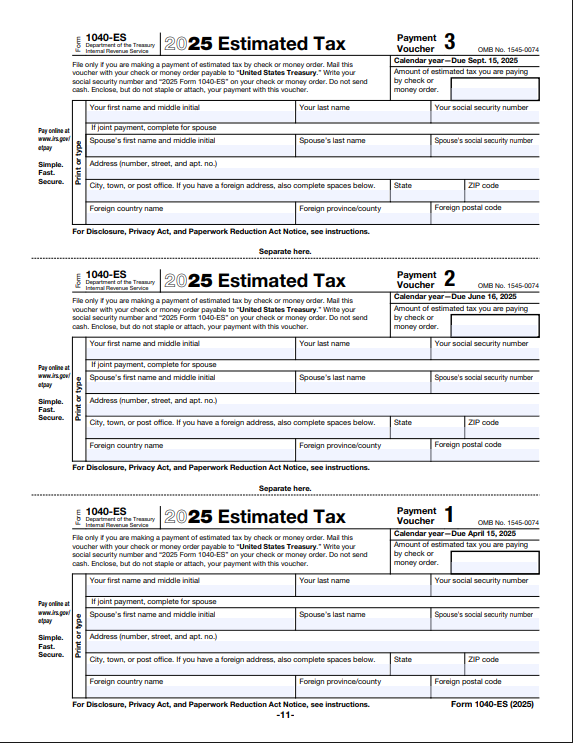 Form 1040-ES
Department of the Treasury
Internal Revenue Service
2025 Estimated Tax
Payment Voucher 3
OMB No. 1545-0074
File only if you are making a payment of estimated tax by check or money order. Mail this
voucher with your check or money order payable to “United States Treasury.” Write your
social security number and “2025 Form 1040-ES” on your check or money order. Do not send
cash. Enclose, but do not staple or attach, your payment with this voucher.
Calendar year—Due Sept. 15, 2025
Amount of estimated tax you are paying
by check or
money order.
Pay online at
www.irs.gov/
etpay
Simple.
Fast.
Secure.
Print or type
Your first name and middle initial
Your last name
Your social security number
If joint payment, complete for spouse
Spouse’s first name and middle initial
Spouse’s last name
Spouse’s social security number
Address (number, street, and apt. no.)
City, town, or post office. If you have a foreign address, also complete spaces below.
State
ZIP code
Foreign country name
Foreign province/county
Foreign postal code
For Disclosure, Privacy Act, and Paperwork Reduction Act Notice, see instructions.
Separate here.
Form 1040-ES
Department of the Treasury
Internal Revenue Service
2025 Estimated Tax
Payment Voucher 2
OMB No. 1545-0074
File only if you are making a payment of estimated tax by check or money order. Mail this
voucher with your check or money order payable to “United States Treasury.” Write your
social security number and “2025 Form 1040-ES” on your check or money order. Do not send
cash. Enclose, but do not staple or attach, your payment with this voucher.
Calendar year—Due June 16, 2025
Amount of estimated tax you are paying
by check or
money order.
Pay online at
www.irs.gov/
etpay
Simple.
Fast.
Secure.
Print or type
Your first name and middle initial
Your last name
Your social security number
If joint payment, complete for spouse
Spouse’s first name and middle initial
Spouse’s last name
Spouse’s social security number
Address (number, street, and apt. no.)
City, town, or post office. If you have a foreign address, also complete spaces below.
State
ZIP code
Foreign country name
Foreign province/county
Foreign postal code
For Disclosure, Privacy Act, and Paperwork Reduction Act Notice, see instructions.
Separate here.
Form 1040-ES
Department of the Treasury
Internal Revenue Service
2025 Estimated Tax
Payment Voucher 1
OMB No. 1545-0074
File only if you are making a payment of estimated tax by check or money order. Mail this
voucher with your check or money order payable to “United States Treasury.” Write your
social security number and “2025 Form 1040-ES” on your check or money order. Do not send
cash. Enclose, but do not staple or attach, your payment with this voucher.
Calendar year—Due April 15, 2025
Amount of estimated tax you are paying
by check or
money order.
Pay online at
www.irs.gov/
etpay
Simple.
Fast.
Secure.
Print or type
Your first name and middle initial
Your last name
Your social security number
If joint payment, complete for spouse
Spouse’s first name and middle initial
Spouse’s last name
Spouse’s social security number
Address (number, street, and apt. no.)
City, town, or post office. If you have a foreign address, also complete spaces below.
State
ZIP code
Foreign country name
Foreign province/county
Foreign postal code
For Disclosure, Privacy Act, and Paperwork Reduction Act Notice, see instructions.
Form 1040-ES (2025)
-11-